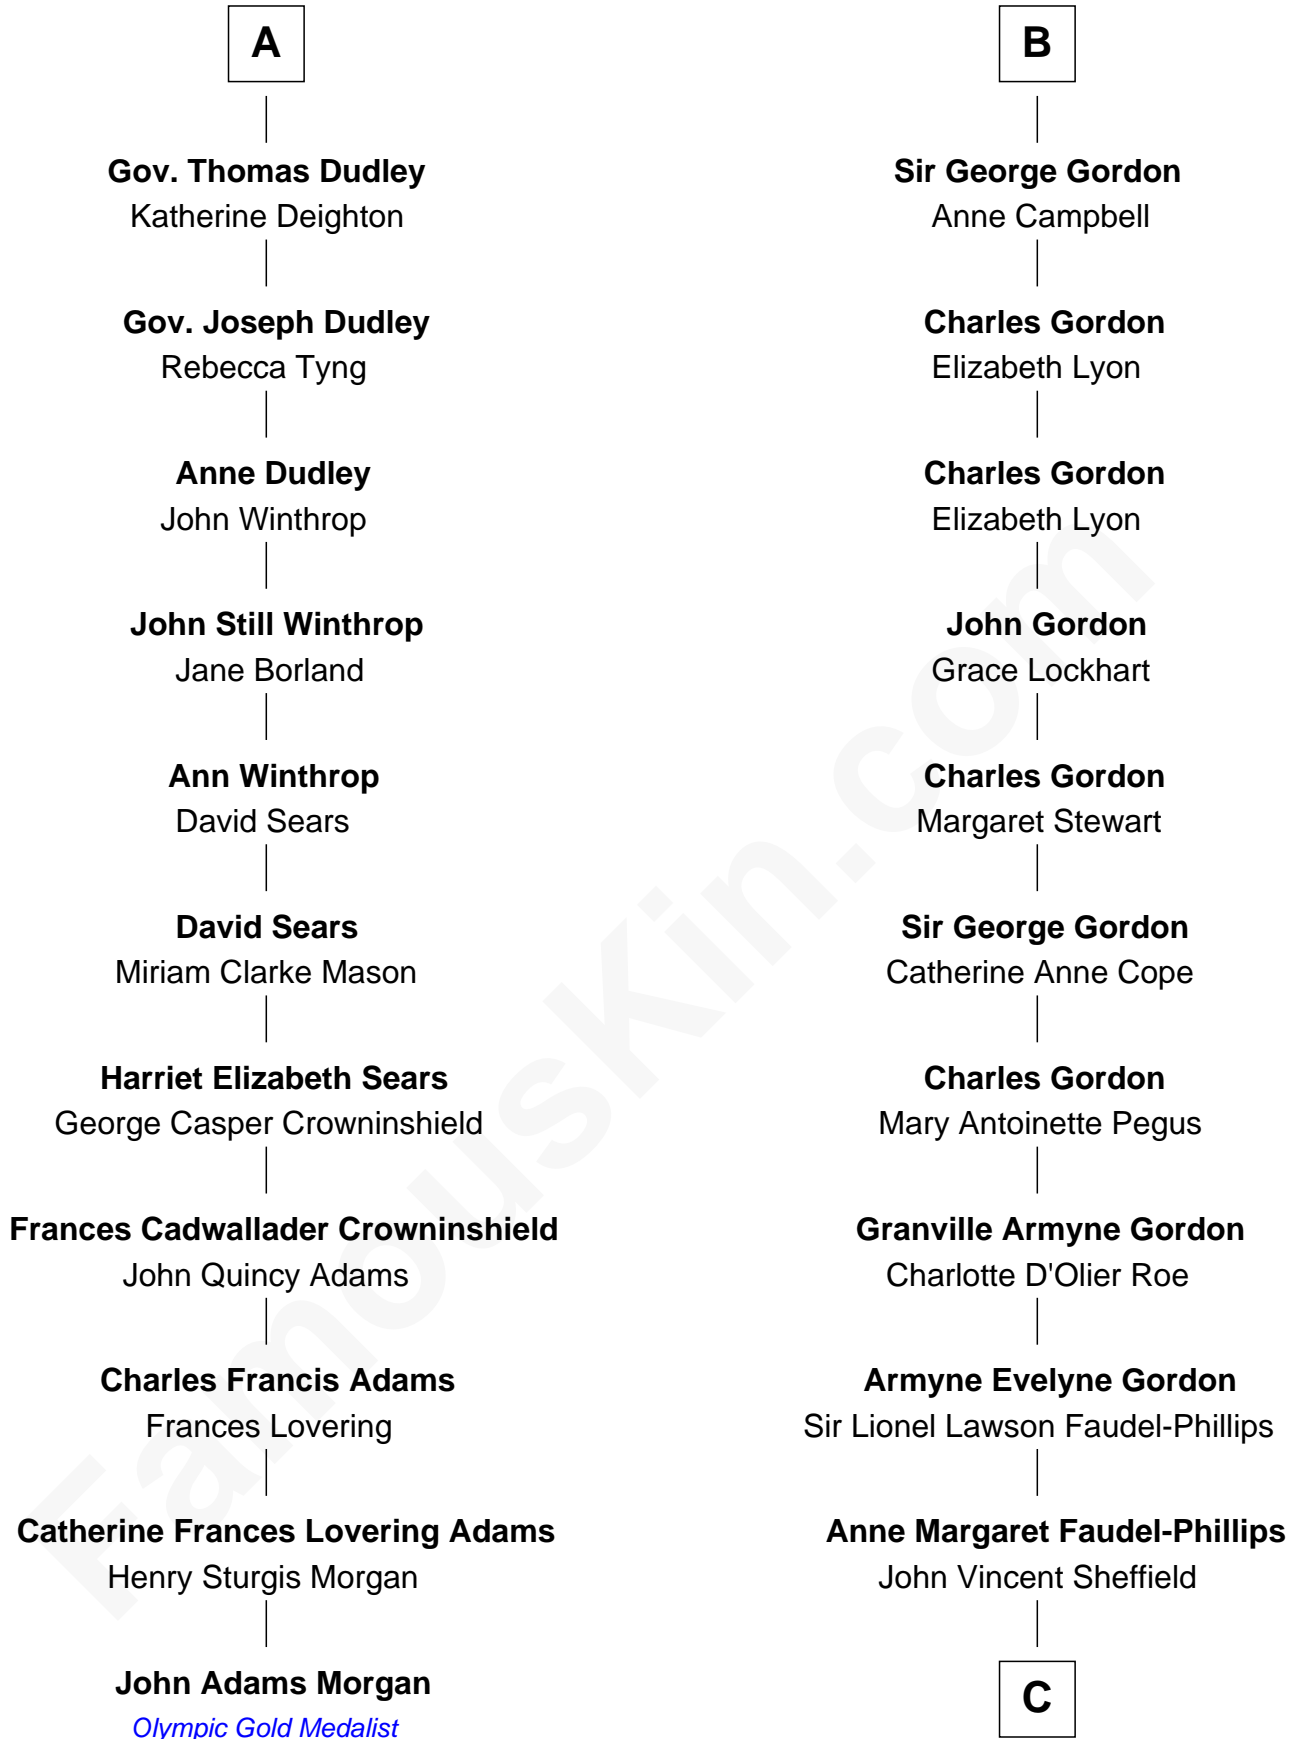 A
Gov. Thomas Dudley
Katherine Deighton
Gov. Joseph Dudley
Rebecca Tyng
Anne Dudley
John Winthrop
John Still Winthrop
Jane Borland
Ann Winthrop
David Sears
David Sears
Miriam Clarke Mason
Harriet Elizabeth Sears
George Casper Crowninshield
Frances Cadwallader Crowninshield
John Quincy Adams
Charles Francis Adams
Frances Lovering
Catherine Frances Lovering Adams
Henry Sturgis Morgan
John Adams Morgan
Olympic Gold Medalist
B
Sir George Gordon
Anne Campbell
Charles Gordon
Elizabeth Lyon
Charles Gordon
Elizabeth Lyon
John Gordon
Grace Lockhart
Charles Gordon
Margaret Stewart
Sir George Gordon
Catherine Anne Cope
Charles Gordon
Mary Antoinette Pegus
Granville Armyne Gordon
Charlotte D'Olier Roe
Armyne Evelyne Gordon
Sir Lionel Lawson Faudel-Phillips
Anne Margaret Faudel-Phillips
John Vincent Sheffield
C
FamousKin.com